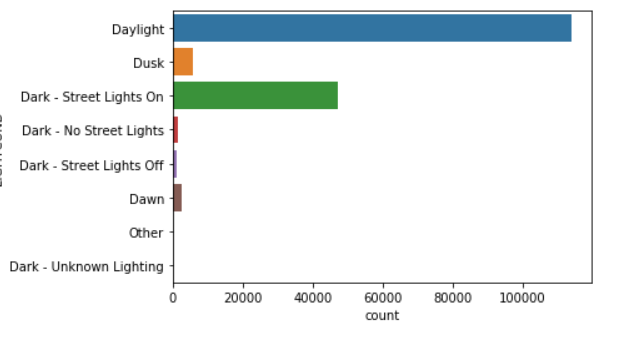 Daylight
Dusk
Dark - Street Lights On
Dark - No Street Lights
Dark - Street Lights Off
Dawn
Other
Dark - Unknown Lighting
0 20000 40000 60000 80000 100000
count